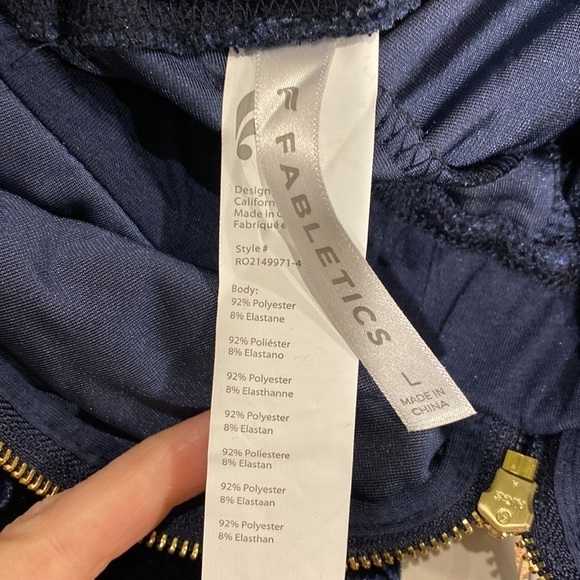 Design
Californ
Made in
Fabriqué e
Style #
RO2149971-4
Body:
92% Polyester
8% Elastane
92% Poliéster
8% Elastano
92% Polyester
8% Elasthanne
92% Polyester
8% Elastan
92% Poliestere
8% Elastan
92% Polyester
8% Elastaan
92% Polyester
8% Elasthan
FABLETICS
L
MADE IN
CHINA